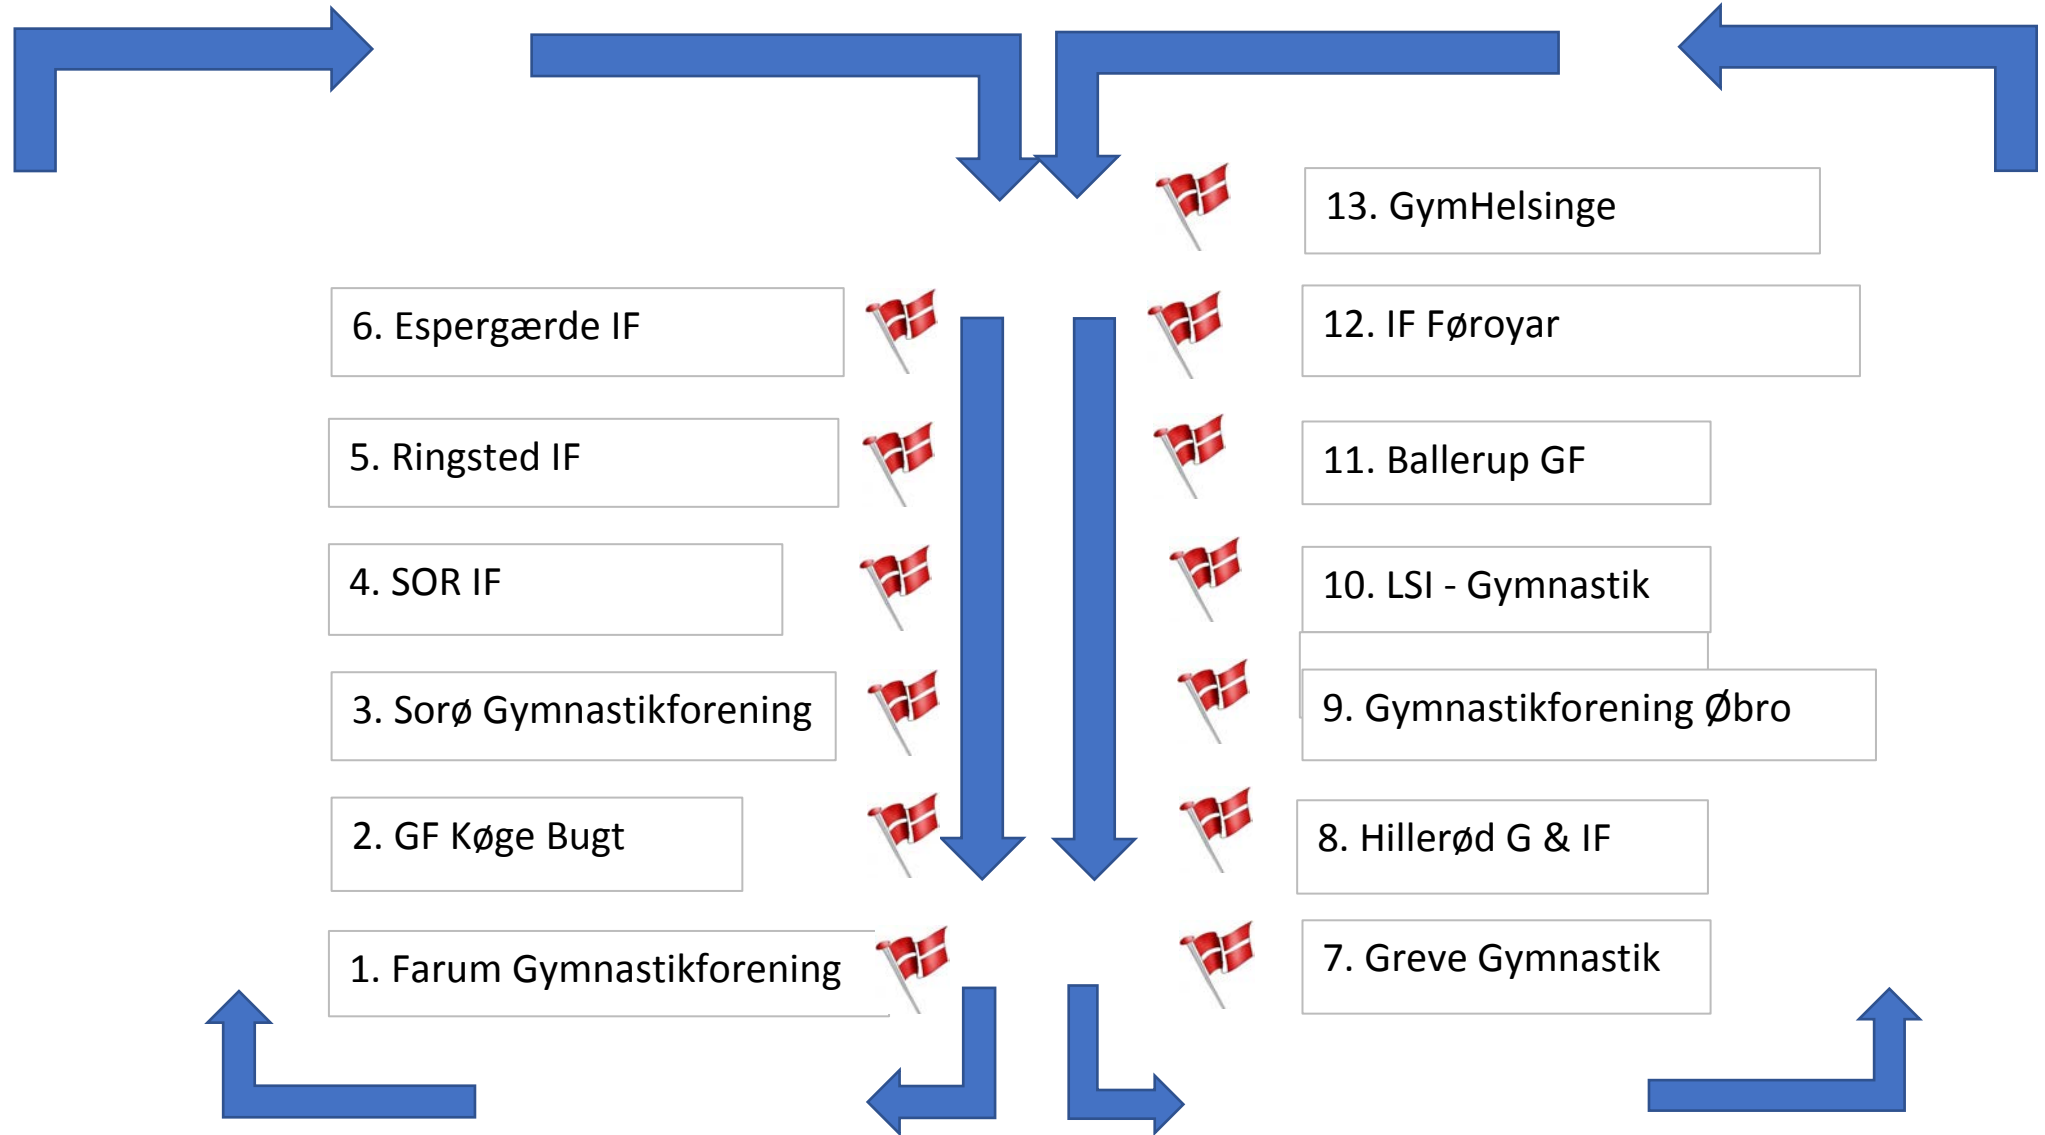 13. GymHelsinge
6. Espergærde IF
12. IF Føroyar
5. Ringsted IF
11. Ballerup GF
4. SOR IF
10. LSI - Gymnastik
3. Sorø Gymnastikforening
9. Gymnastikforening Øbro
2. GF Køge Bugt
8. Hillerød G & IF
1. Farum Gymnastikforening
7. Greve Gymnastik